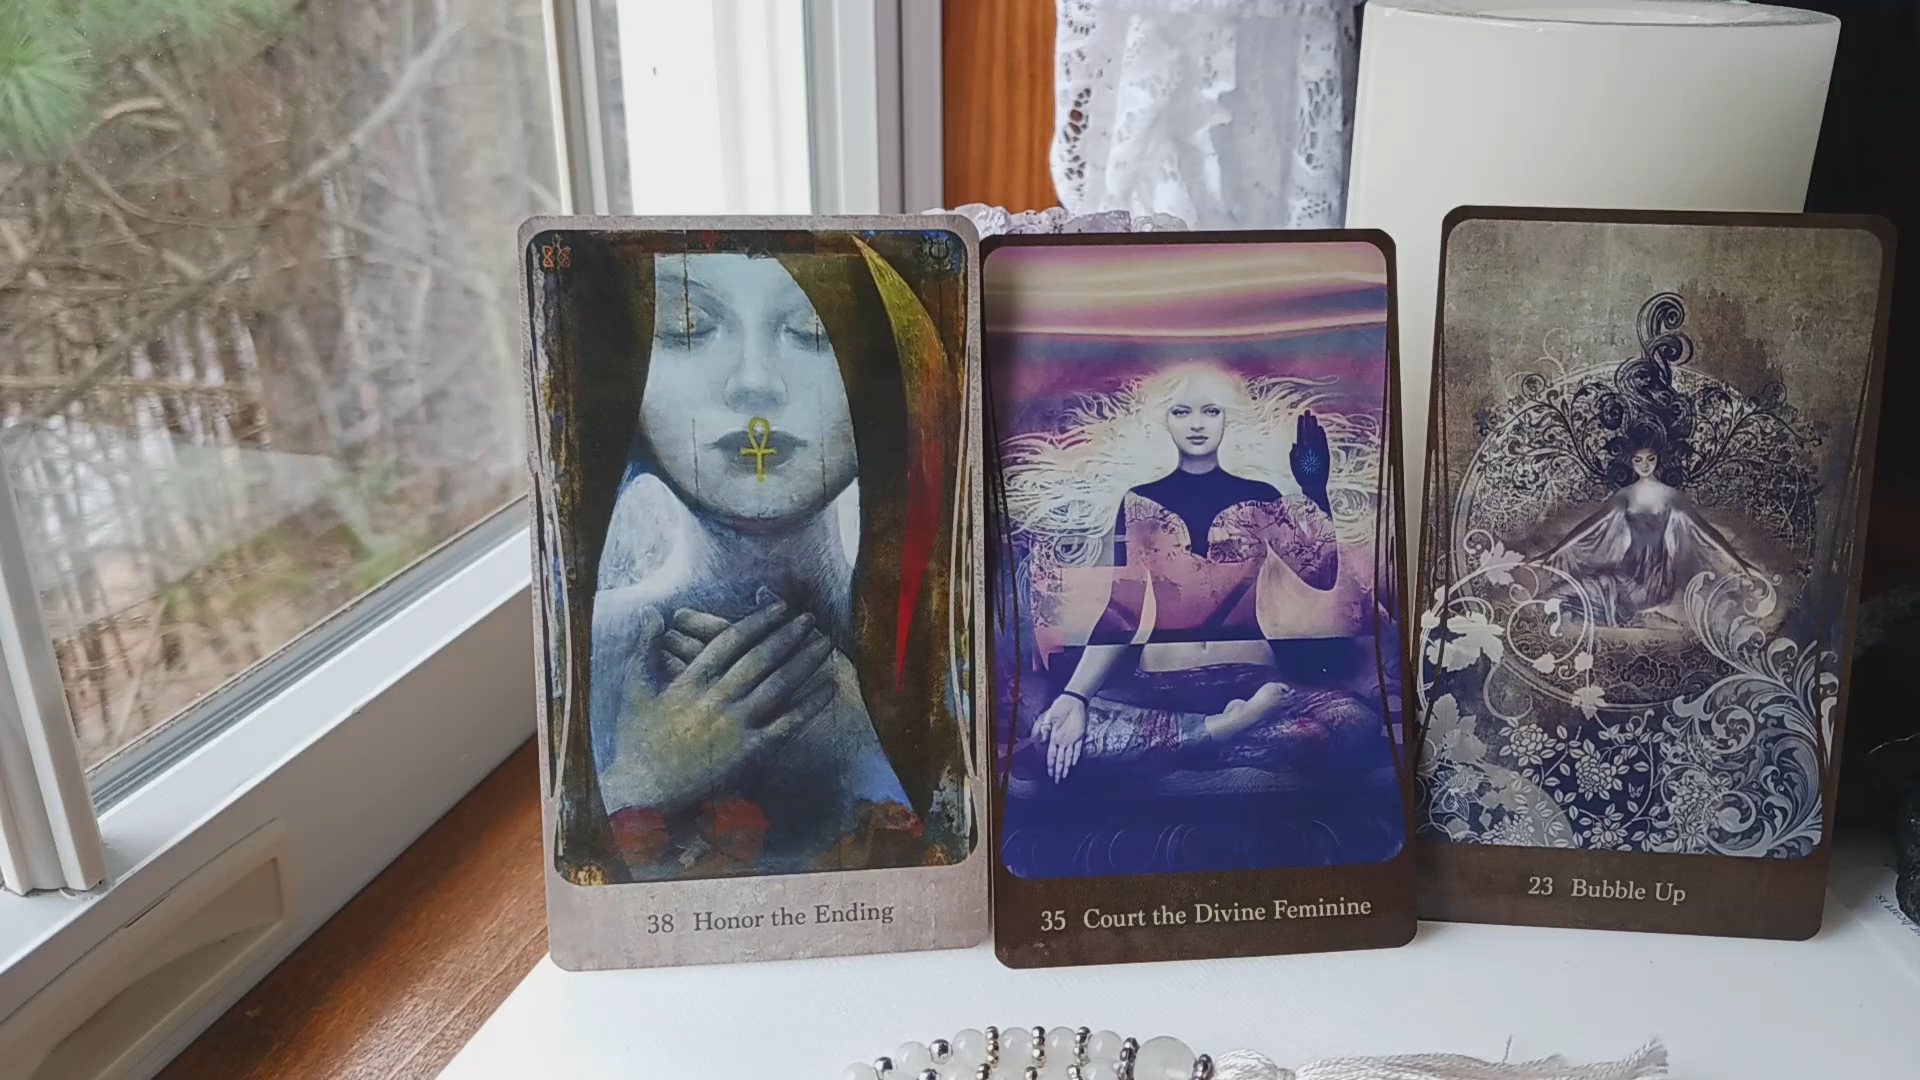 38 Honor the Ending
35 Court the Divine Feminine
23 Bubble Up